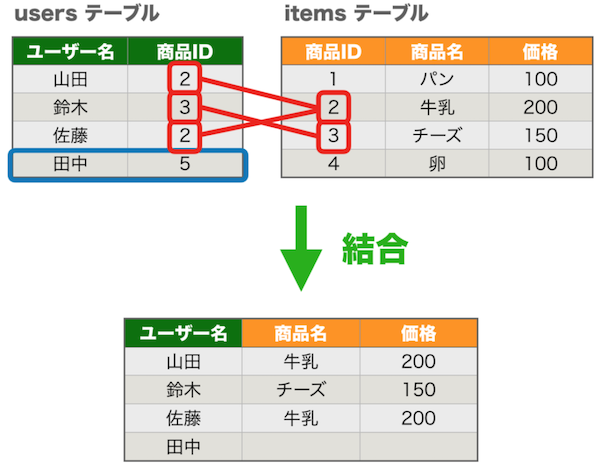 users テーブル
ユーザー名 商品ID
山田 2
鈴木 3
佐藤 2
田中 5
items テーブル
商品ID 商品名 価格
1 パン 100
2 牛乳 200
3 チーズ 150
4 卵 100
結合
ユーザー名 商品名 価格
山田 牛乳 200
鈴木 チーズ 150
佐藤 牛乳 200
田中